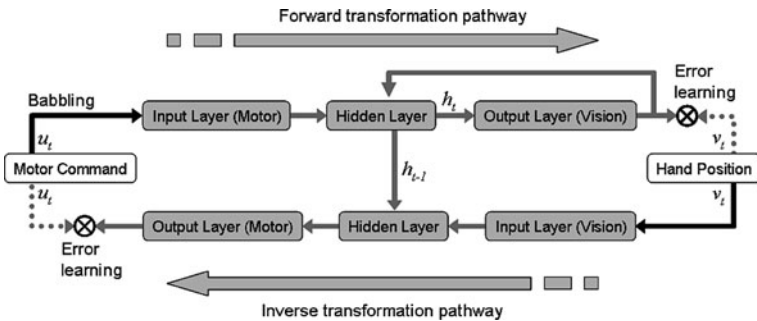 Forward transformation pathway
Error
learning
Babbling
Input Layer (Motor)
Hidden Layer
h_t
Output Layer (Vision)
u_t
v_t
Motor Command
Hand Position
h_{t-1}
u_t
v_t
Output Layer (Motor)
Hidden Layer
Input Layer (Vision)
Error
learning
Inverse transformation pathway